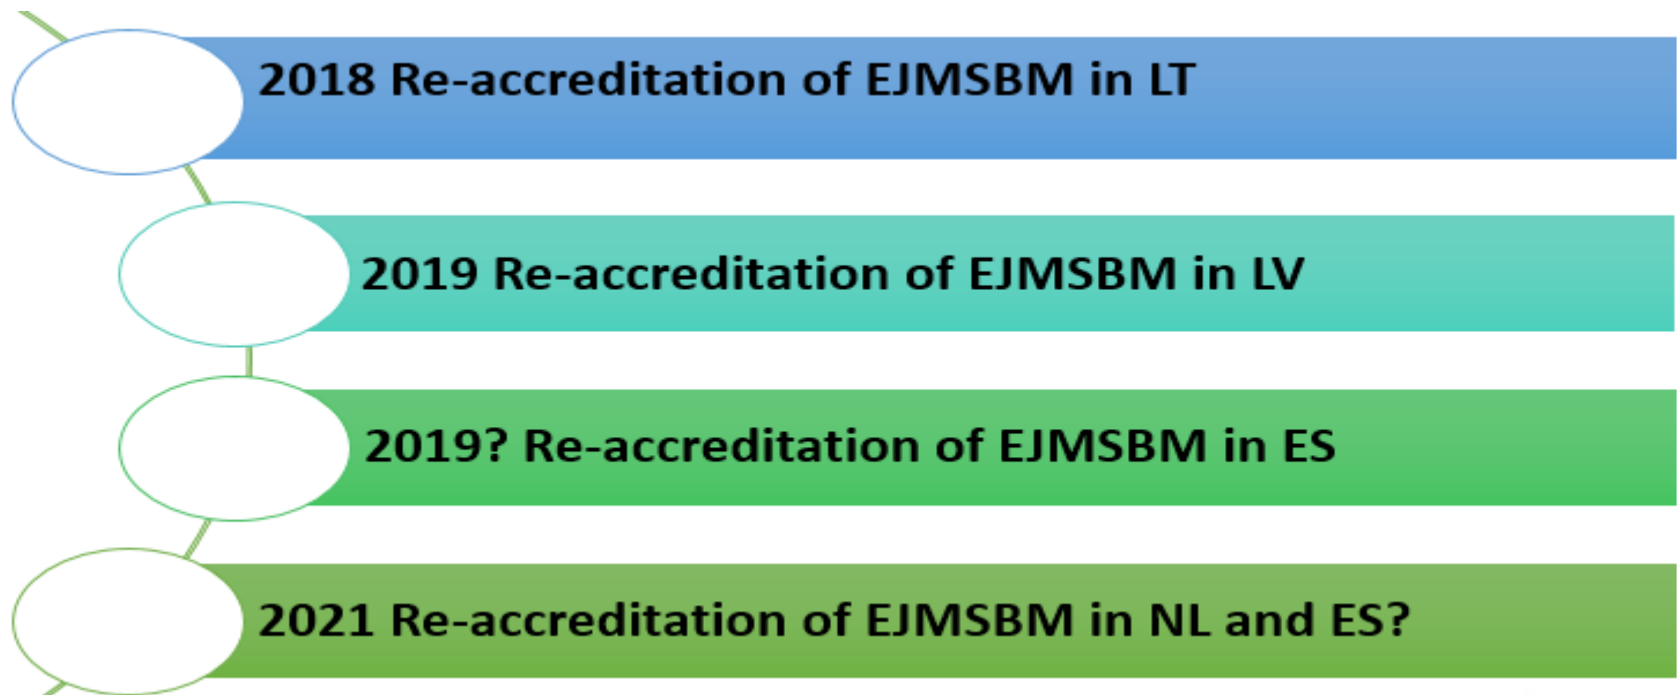 2018 Re-accreditation of EJMSBM in LT
2019 Re-accreditation of EJMSBM in LV
2019? Re-accreditation of EJMSBM in ES
2021 Re-accreditation of EJMSBM in NL and ES?